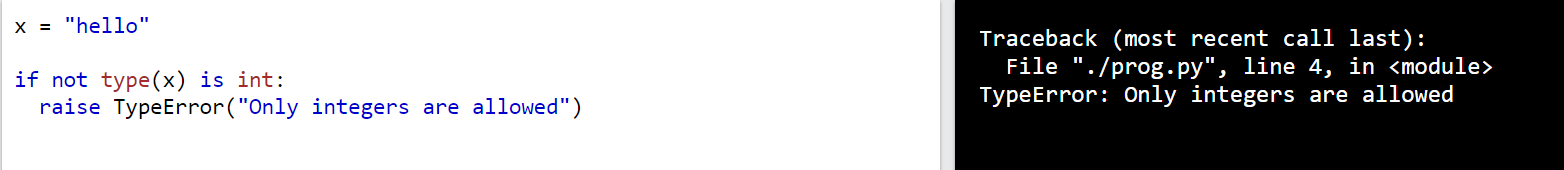 x = "hello"

if not type(x) is int:
  raise TypeError("Only integers are allowed")

Traceback (most recent call last):
  File "./prog.py", line 4, in <module>
TypeError: Only integers are allowed